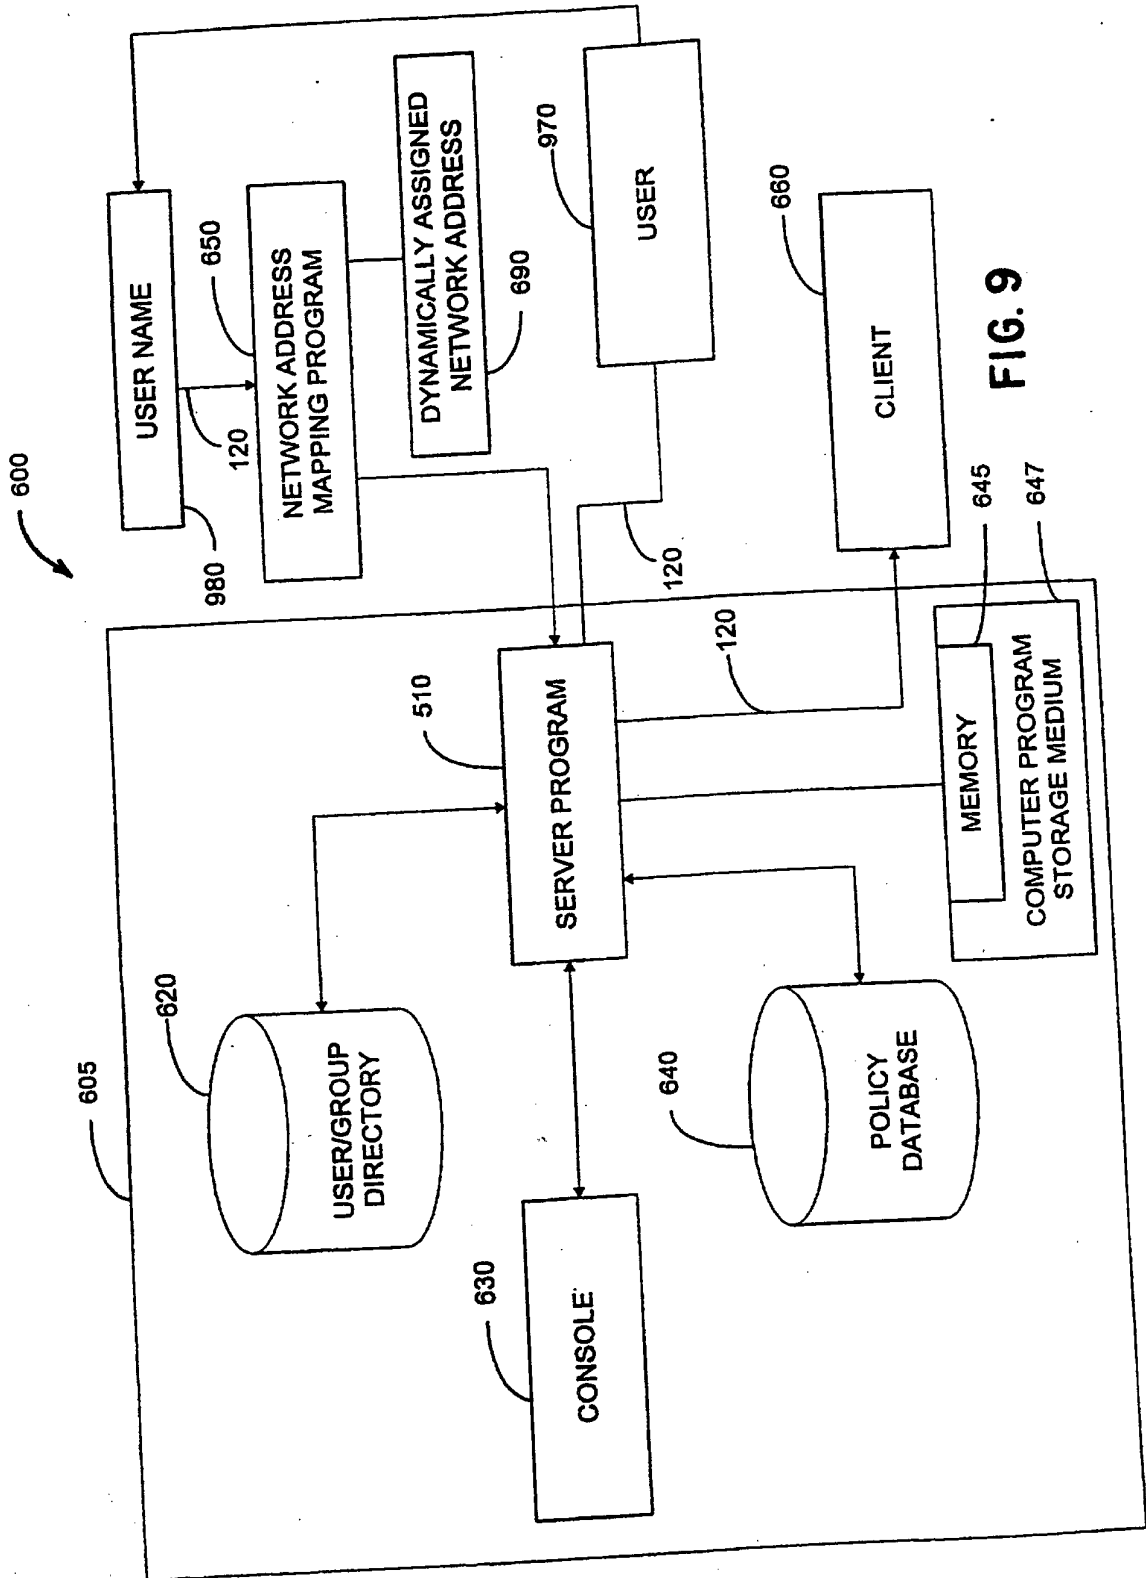 600
605
USER NAME
980
120
650
NETWORK ADDRESS
MAPPING PROGRAM
DYNAMICALLY ASSIGNED
NETWORK ADDRESS
690
970
USER
120
620
USER/GROUP
DIRECTORY
510
SERVER PROGRAM
630
CONSOLE
120
660
CLIENT
640
POLICY
DATABASE
645
MEMORY
647
COMPUTER PROGRAM
STORAGE MEDIUM
FIG. 9